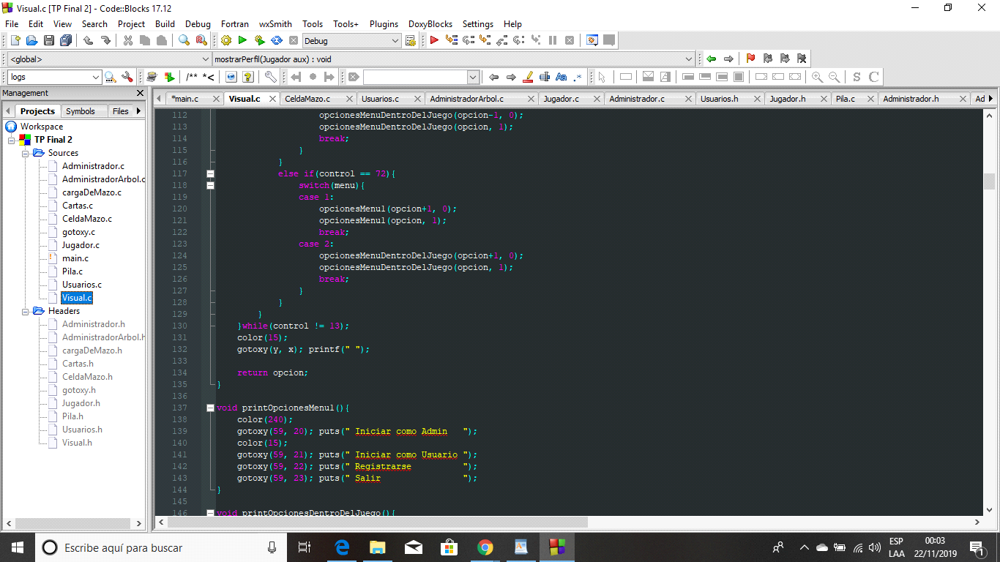 Visual.c [TP Final 2] - Code::Blocks 17.12
File Edit View Search Project Build Debug Fortran wxSmith Tools Tools+ Plugins DoxyBlocks Settings Help
Debug
<global> mostrarPerfil(Jugador aux) : void
logs /** *<
Management
Projects Symbols Files
*main.c Visual.c CeldaMazo.c Usuarios.c AdministradorArbol.c Jugador.c Administrador.c Usuarios.h Jugador.h Pila.c Administrador.h Ad
Workspace
TP Final 2
Sources
Administrador.c
AdministradorArbol.c
cargaDeMazo.c
Cartas.c
CeldaMazo.c
gotoxy.c
Jugador.c
main.c
Pila.c
Usuarios.c
Visual.c
Headers
Administrador.h
AdministradorArbol.h
cargaDeMazo.h
Cartas.h
CeldaMazo.h
gotoxy.h
Jugador.h
Pila.h
Usuarios.h
Visual.h
112 opcionesMenuDentroDelJuego(opcion-1, 0);
113 opcionesMenuDentroDelJuego(opcion, 1);
114 break;
115 }
116 }
117 else if(control == 72){
118 switch(menu){
119 case 1:
120 opcionesMenu1(opcion+1, 0);
121 opcionesMenu1(opcion, 1);
122 break;
123 case 2:
124 opcionesMenuDentroDelJuego(opcion+1, 0);
125 opcionesMenuDentroDelJuego(opcion, 1);
126 break;
127 }
128 }
129 }
130 }while(control != 13);
131 color(15);
132 gotoxy(y, x); printf(" ");
133
134 return opcion;
135 }
136
137 void printOpcionesMenu1(){
138 color(240);
139 gotoxy(59, 20); puts(" Iniciar como Admin   ");
140 color(15);
141 gotoxy(59, 21); puts(" Iniciar como Usuario ");
142 gotoxy(59, 22); puts(" Registrarse          ");
143 gotoxy(59, 23); puts(" Salir                ");
144 }
145
146 void printOpcionesDentroDelJuego(){
Escribe aquí para buscar
ESP
LAA
00:03
22/11/2019
1